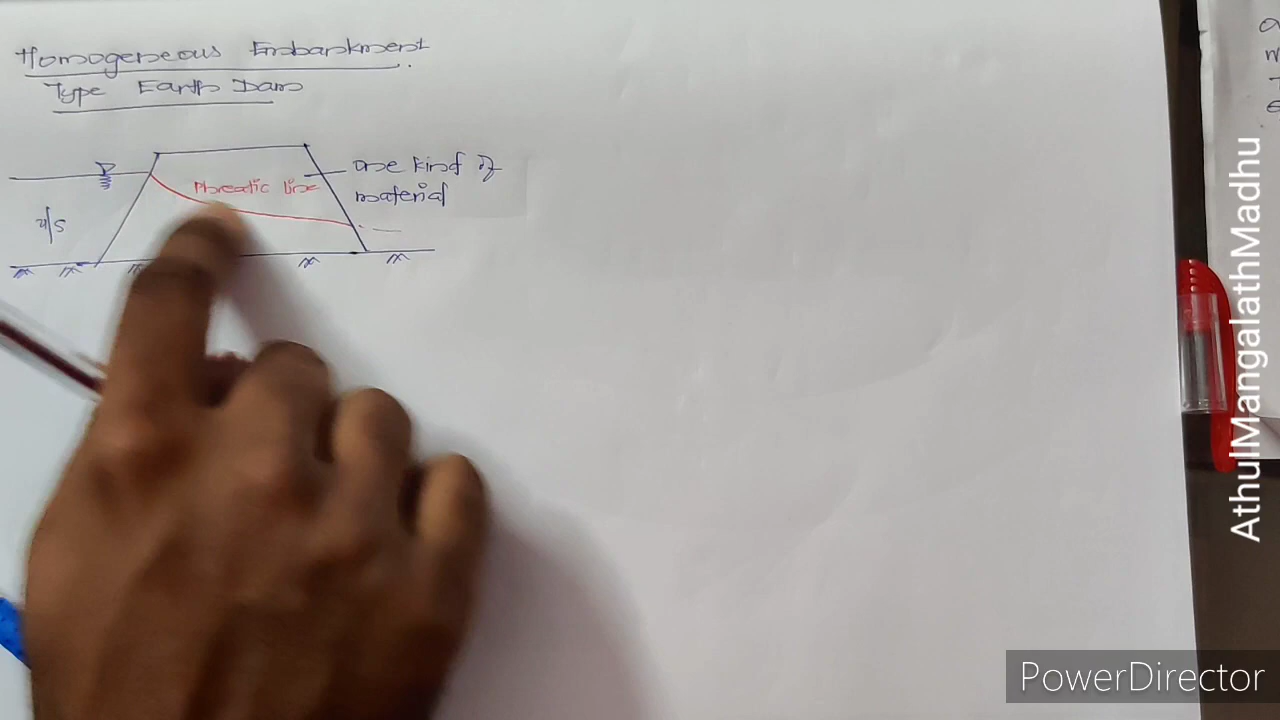 Homogeneous Embankment
Type Earth Dam
Phreatic line
one kind of
material
u/s
AthulMangalathMadhu
PowerDirector